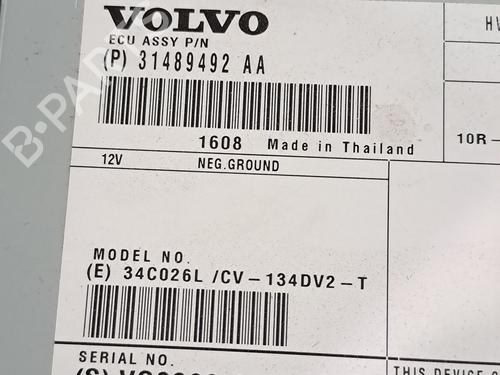 VOLVO
ECU ASSY P/N
(P) 31489492 AA
1608 Made in Thailand
10R-
12V NEG.GROUND
MODEL NO.
(E) 34C026L /CV-134DV2-T
SERIAL NO.
THIS DEVICE